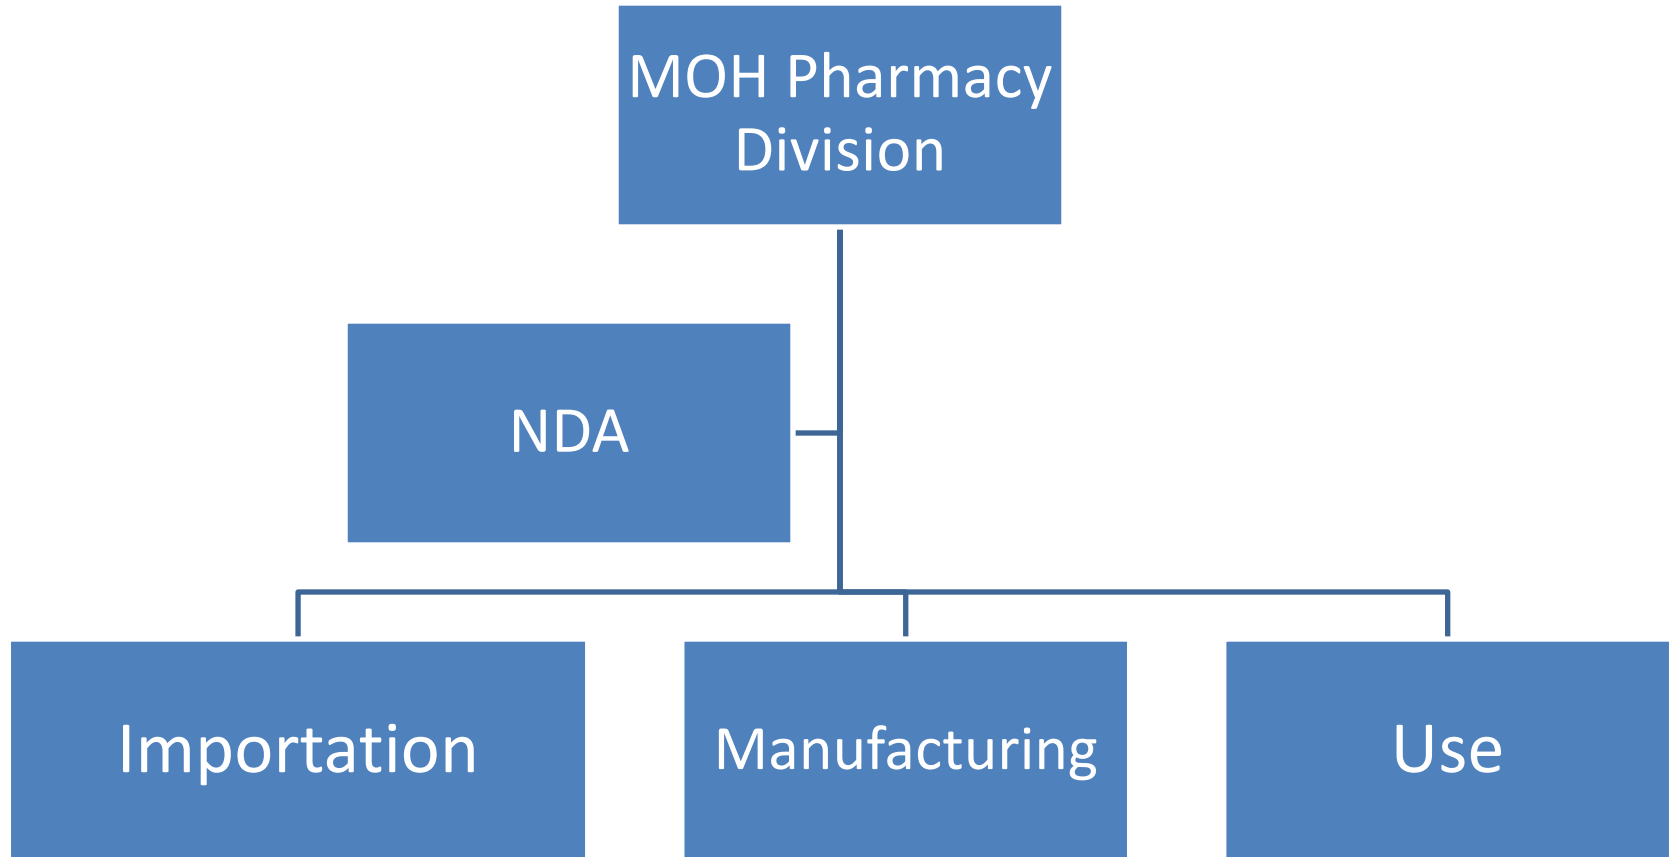 MOH Pharmacy
Division
NDA
Importation
Manufacturing
Use